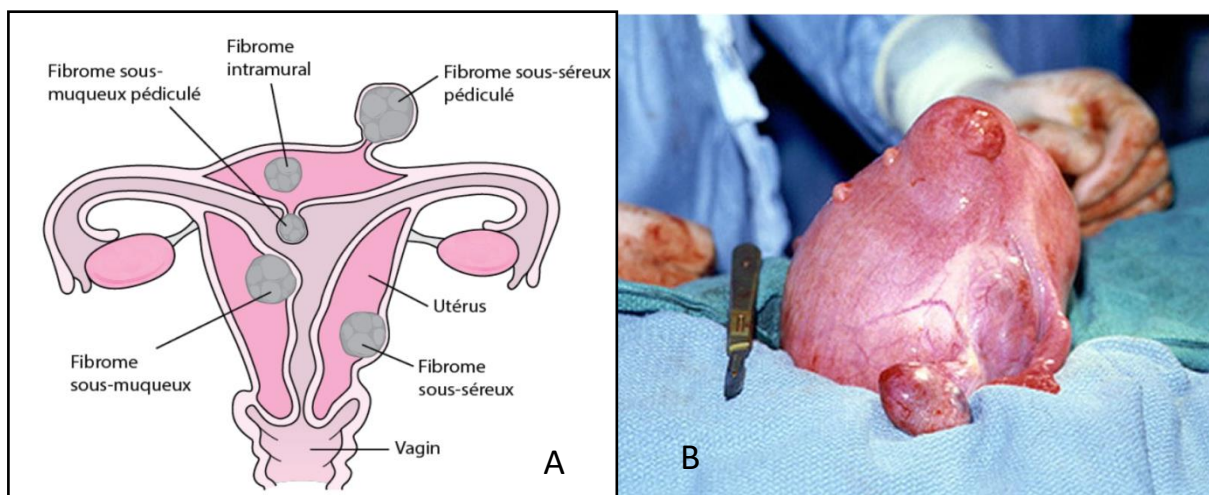 Fibrome
intramural
Fibrome sous-
muqueux pédiculé
Fibrome sous-séreux
pédiculé
Utérus
Fibrome
sous-muqueux
Fibrome
sous-séreux
Vagin
A
B